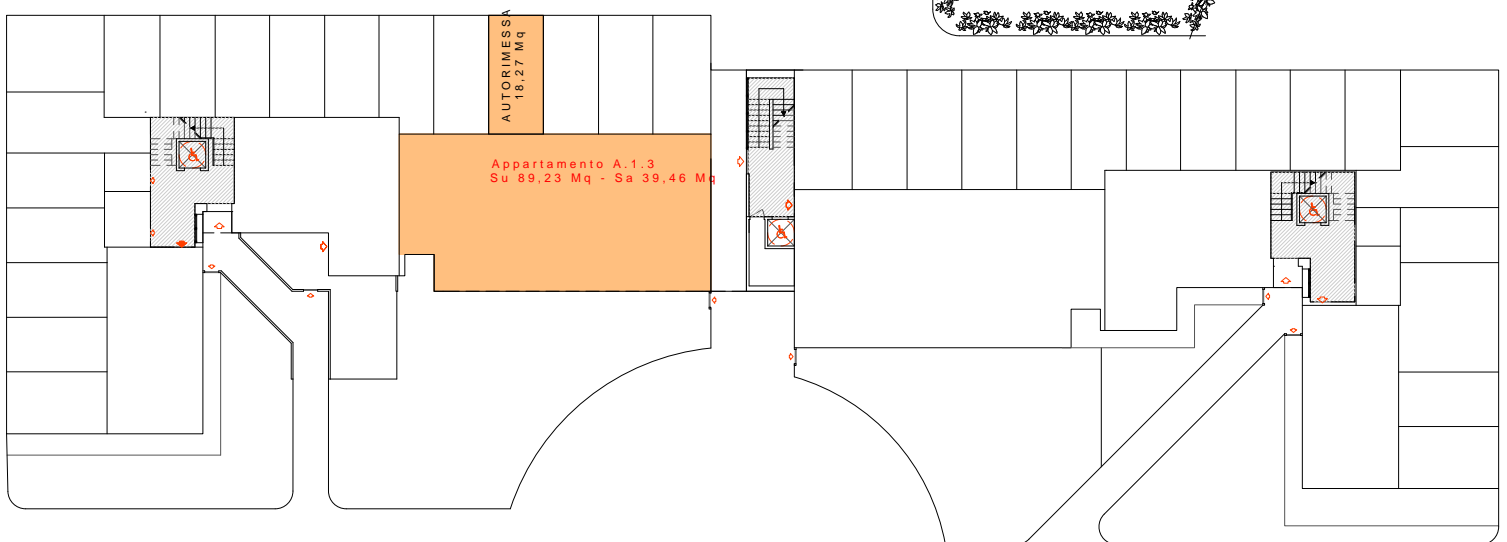 AUTORIMESSA
18,27 Mq
Appartamento A.1.3
Su 89,23 Mq - Sa 39,46 Mq